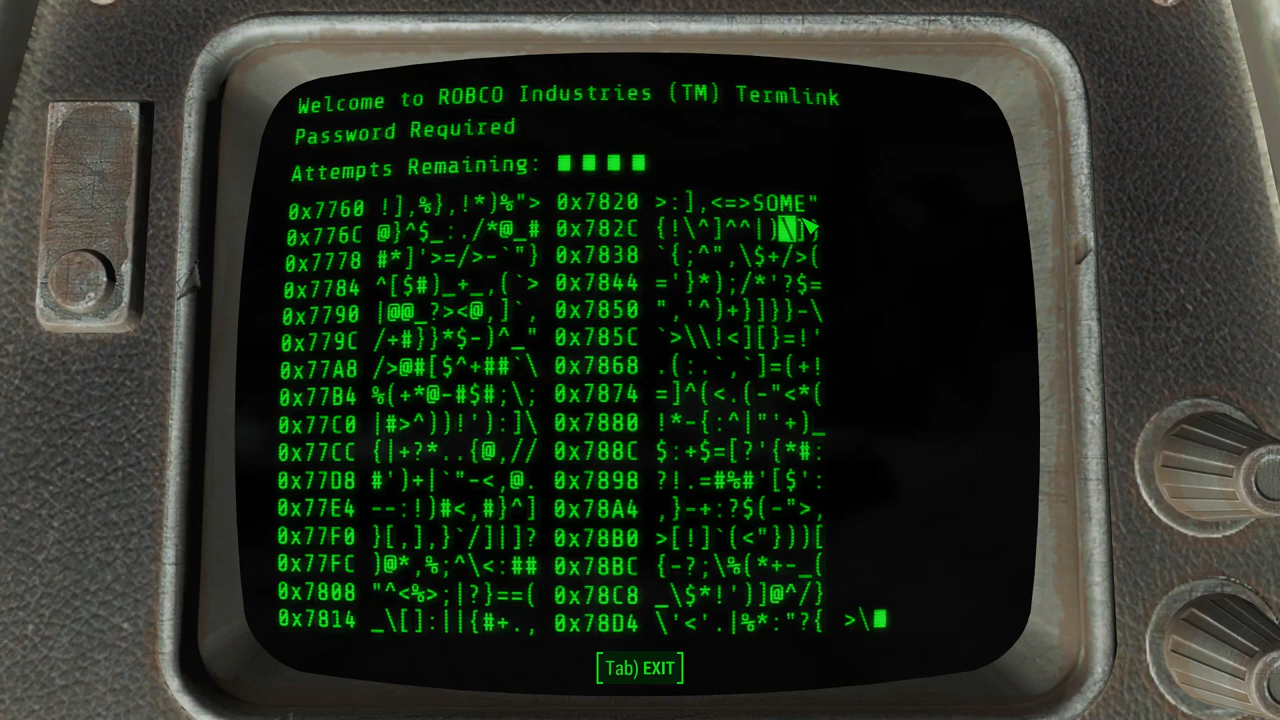 Welcome to ROBCO Industries (TM) Termlink
Password Required
Attempts Remaining: ■ ■ ■ ■
0x7760 !],%},!*)%"> 0x7820 >:],<=>SOME"
0x776C @}^$_:./*@_# 0x782C {!\^]^^|)\]
0x7778 #*]'>=/>-`"} 0x7838 `{;^",\$+/>(
0x7784 ^[$#)_+_,(`> 0x7844 ='}*);/*'?$=
0x7790 |@@_?><@,]`, 0x7850 ",'^)+}]}}-\
0x779C /+#}}*$-)^_" 0x785C `>\\!<][}=!'
0x77A8 />@#[$^+##`\ 0x7868 .(:.`,`]=(+!
0x77B4 %(+*@-#$#;\; 0x7874 =]^(<.(-"<*(
0x77C0 |#>^))!'):]\ 0x7880 !*-{:^|"'+)_
0x77CC {|+?*..{@,// 0x788C $:+$=[?'{*#:
0x77D8 #')+|`"-<,@. 0x7898 ?!.=#%#'[$':
0x77E4 --:!)#<,#}^] 0x78A4 ,}-+:?$(-">,
0x77F0 }[,],}`/]|]? 0x78B0 >[!]`(<"}))[
0x77FC )@*,%;^\<:## 0x78BC {-?;\%(*+-_(
0x7808 "^<%>;|?}==( 0x78C8 _\$*!')]@^/}
0x7814 _\[]:||{#+., 0x78D4 \'<'.|%*:"?{ >\■
Tab) EXIT